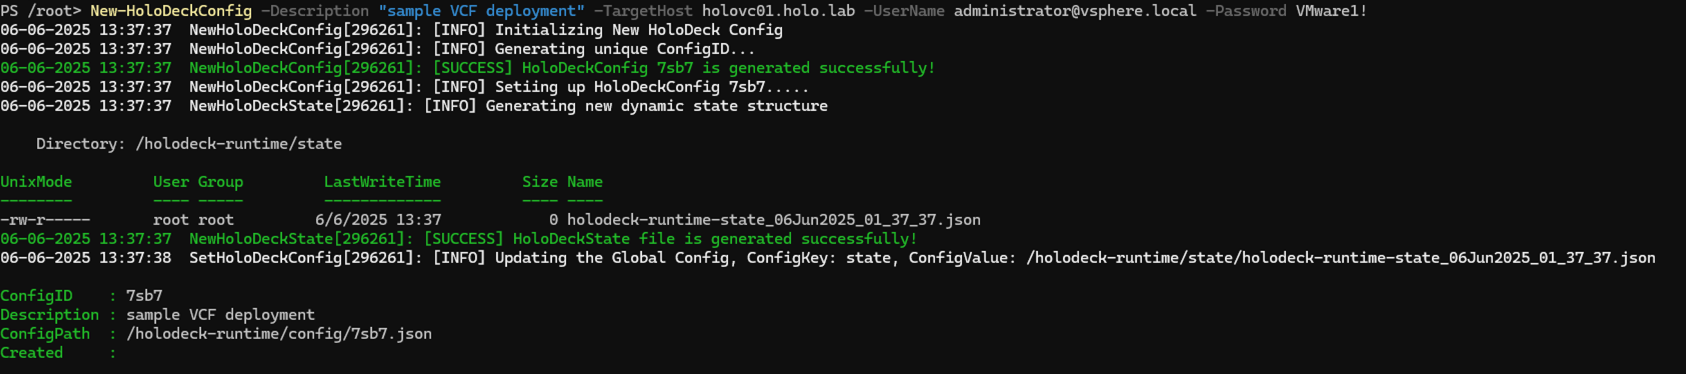 PS /root> New-HoloDeckConfig -Description "sample VCF deployment" -TargetHost holovc01.holo.lab -UserName administrator@vsphere.local -Password VMware1!
06-06-2025 13:37:37  NewHoloDeckConfig[296261]: [INFO] Initializing New HoloDeck Config
06-06-2025 13:37:37  NewHoloDeckConfig[296261]: [INFO] Generating unique ConfigID...
06-06-2025 13:37:37  NewHoloDeckConfig[296261]: [SUCCESS] HoloDeckConfig 7sb7 is generated successfully!
06-06-2025 13:37:37  NewHoloDeckConfig[296261]: [INFO] Setiing up HoloDeckConfig 7sb7.....
06-06-2025 13:37:37  NewHoloDeckState[296261]: [INFO] Generating new dynamic state structure
    Directory: /holodeck-runtime/state
UnixMode         User Group         LastWriteTime         Size Name
--------         ---- -----         -------------         ---- ----
-rw-r-----       root root         6/6/2025 13:37            0 holodeck-runtime-state_06Jun2025_01_37_37.json
06-06-2025 13:37:37  NewHoloDeckState[296261]: [SUCCESS] HoloDeckState file is generated successfully!
06-06-2025 13:37:38  SetHoloDeckConfig[296261]: [INFO] Updating the Global Config, ConfigKey: state, ConfigValue: /holodeck-runtime/state/holodeck-runtime-state_06Jun2025_01_37_37.json
ConfigID    : 7sb7
Description : sample VCF deployment
ConfigPath  : /holodeck-runtime/config/7sb7.json
Created     :